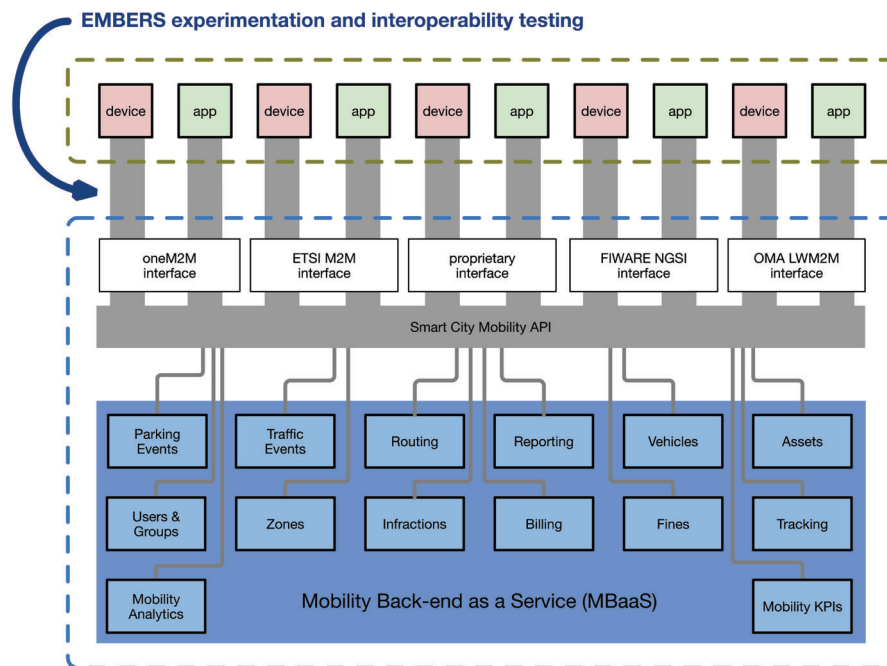 EMBERS experimentation and interoperability testing
device
app
device
app
device
app
device
app
device
app
oneM2M
interface
ETSI M2M
interface
proprietary
interface
FIWARE NGSI
interface
OMA LWM2M
interface
Smart City Mobility API
Parking
Events
Traffic
Events
Routing
Reporting
Vehicles
Assets
Users &
Groups
Zones
Infractions
Billing
Fines
Tracking
Mobility
Analytics
Mobility Back-end as a Service (MBaaS)
Mobility KPIs